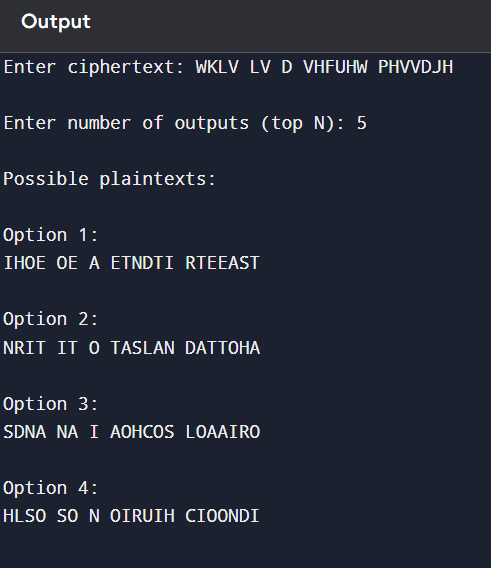 Output
Enter ciphertext: WKLV LV D VHFUHW PHVVDJH
Enter number of outputs (top N): 5
Possible plaintexts:
Option 1:
IHOE OE A ETNDTI RTEEAST
Option 2:
NRIT IT O TASLAN DATTOHA
Option 3:
SDNA NA I AOHCOS LOAAIRO
Option 4:
HLSO SO N OIRUIH CIOONDI